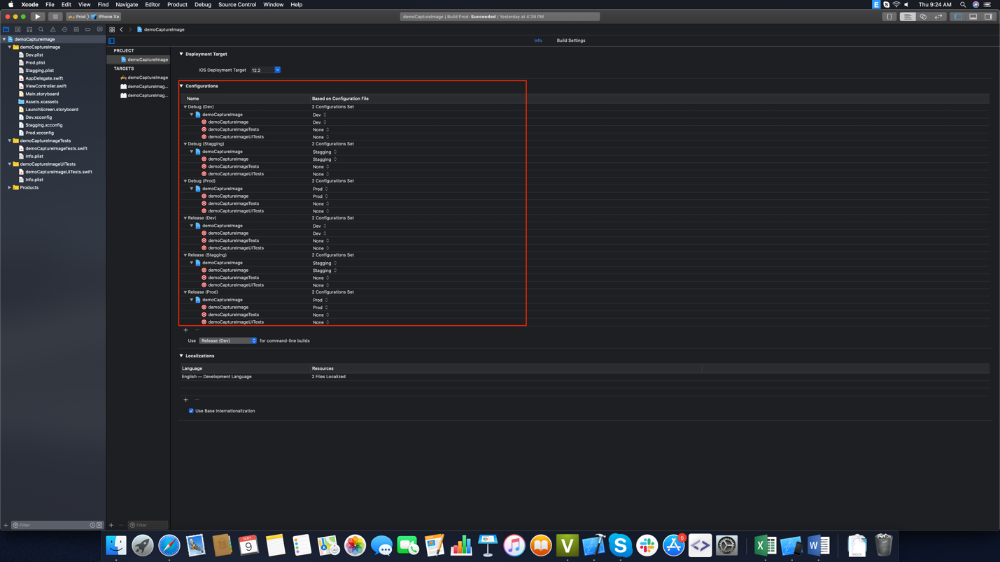 Xcode File Edit View Find Navigate Editor Product Debug Source Control Window Help
E S Thu 9:24 AM
Prod iPhone Xʀ
demoCaptureImage | Build Prod: Succeeded | Yesterday at 4:39 PM
{ }
demoCaptureImage
demoCaptureImage
demoCaptureImage
Dev.plist
Prod.plist
Stagging.plist
AppDelegate.swift
ViewController.swift
Main.storyboard
Assets.xcassets
LaunchScreen.storyboard
Dev.xcconfig
Stagging.xcconfig
Prod.xcconfig
demoCaptureImageTests
demoCaptureImageTests.swift
Info.plist
demoCaptureImageUITests
demoCaptureImageUITests.swift
Info.plist
Products
Filter
PROJECT
demoCaptureImage
TARGETS
demoCaptureImage
demoCaptureImag...
demoCaptureImag...
Filter
Info Build Settings
Deployment Target
iOS Deployment Target 12.2
Configurations
Name Based on Configuration File
Debug (Dev) 2 Configurations Set
demoCaptureImage Dev
demoCaptureImage Dev
demoCaptureImageTests None
demoCaptureImageUITests None
Debug (Stagging) 2 Configurations Set
demoCaptureImage Stagging
demoCaptureImage Stagging
demoCaptureImageTests None
demoCaptureImageUITests None
Debug (Prod) 2 Configurations Set
demoCaptureImage Prod
demoCaptureImage Prod
demoCaptureImageTests None
demoCaptureImageUITests None
Release (Dev) 2 Configurations Set
demoCaptureImage Dev
demoCaptureImage Dev
demoCaptureImageTests None
demoCaptureImageUITests None
Release (Stagging) 2 Configurations Set
demoCaptureImage Stagging
demoCaptureImage Stagging
demoCaptureImageTests None
demoCaptureImageUITests None
Release (Prod) 2 Configurations Set
demoCaptureImage Prod
demoCaptureImage Prod
demoCaptureImageTests None
demoCaptureImageUITests None
Use Release (Dev) for command-line builds
Localizations
Language Resources
English — Development Language 2 Files Localized
Use Base Internationalization
MAY
9
V
S
5
X
W
DOCX